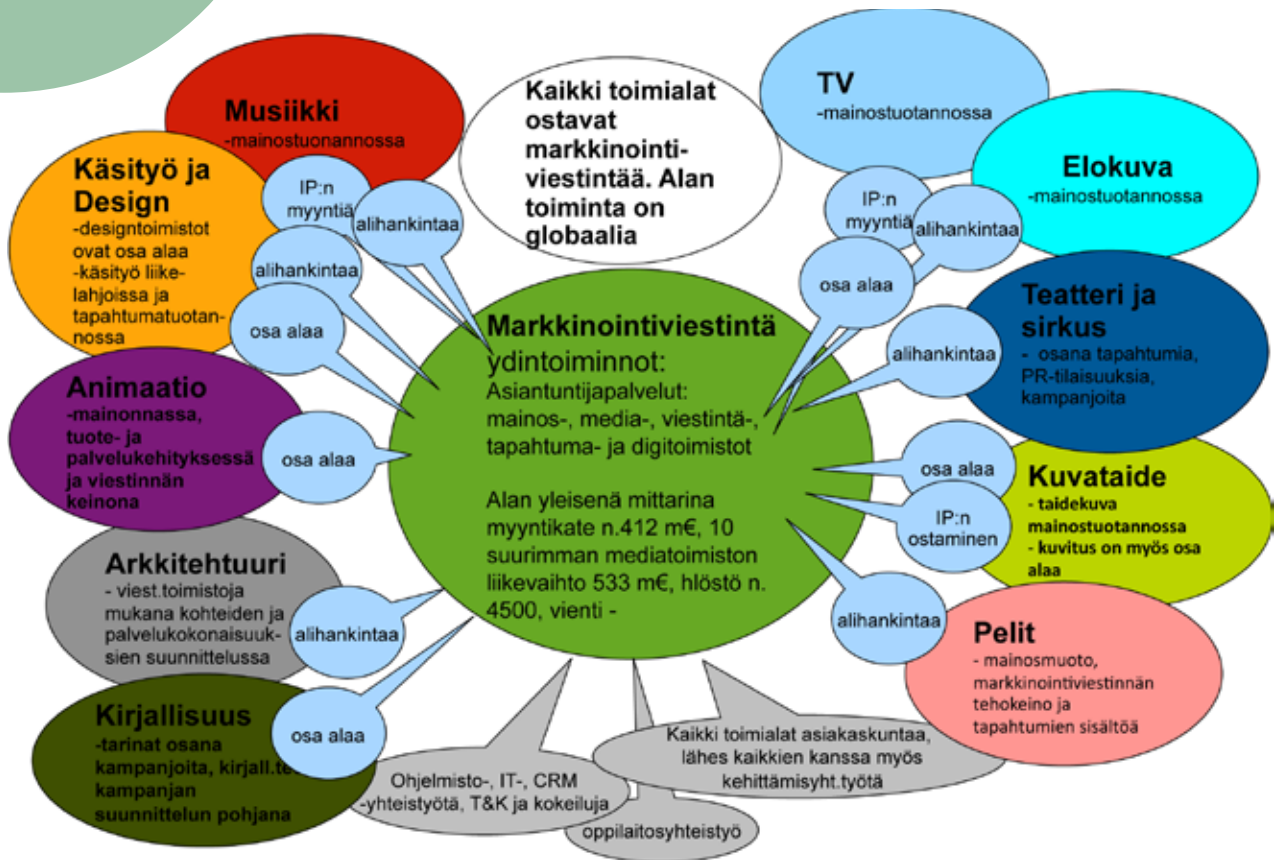 Musiikki
-mainostuonannossa
IP:n
myyntiä
alihankintaa
Kaikki toimialat
ostavat
markkinointi-
viestintää. Alan
toiminta on
globaalia
TV
-mainostuotannossa
IP:n
myyntiä
alihankintaa
osa alaa
Elokuva
-mainostuotannossa
Käsityö ja
Design
-designtoimistot
ovat osa alaa
-käsityö liike-
lahjoissa ja
tapahtumatuotan-
nossa
alihankintaa
osa alaa
Teatteri ja
sirkus
- osana tapahtumia,
PR-tilaisuuksia,
kampanjoita
alihankintaa
Markkinointiviestintä
ydintoiminnot:
Asiantuntijapalvelut:
mainos-, media-, viestintä-,
tapahtuma- ja digitoimistot
Alan yleisenä mittarina
myyntikate n.412 m€, 10
suurimman mediatoimiston
liikevaihto 533 m€, hlöstö n.
4500, vienti -
Animaatio
-mainonnassa,
tuote- ja
palvelukehityksessä
ja viestinnän
keinona
osa alaa
Kuvataide
- taidekuva
mainostuotannossa
- kuvitus on myös osa
alaa
osa alaa
IP:n
ostaminen
Arkkitehtuuri
- viest.toimistoja
mukana kohteiden ja
palvelukokonaisuuk-
sien suunnittelussa
alihankintaa
Pelit
- mainosmuoto,
markkinointiviestinnän
tehokeino ja
tapahtumien sisältöä
alihankintaa
Kirjallisuus
-tarinat osana
kampanjoita, kirjall.te
kampanjan
suunnittelun pohjana
osa alaa
Ohjelmisto-, IT-, CRM
-yhteistyötä, T&K ja kokeiluja
oppilaitosyhteistyö
Kaikki toimialat asiakaskuntaa,
lähes kaikkien kanssa myös
kehittämisyht.työtä